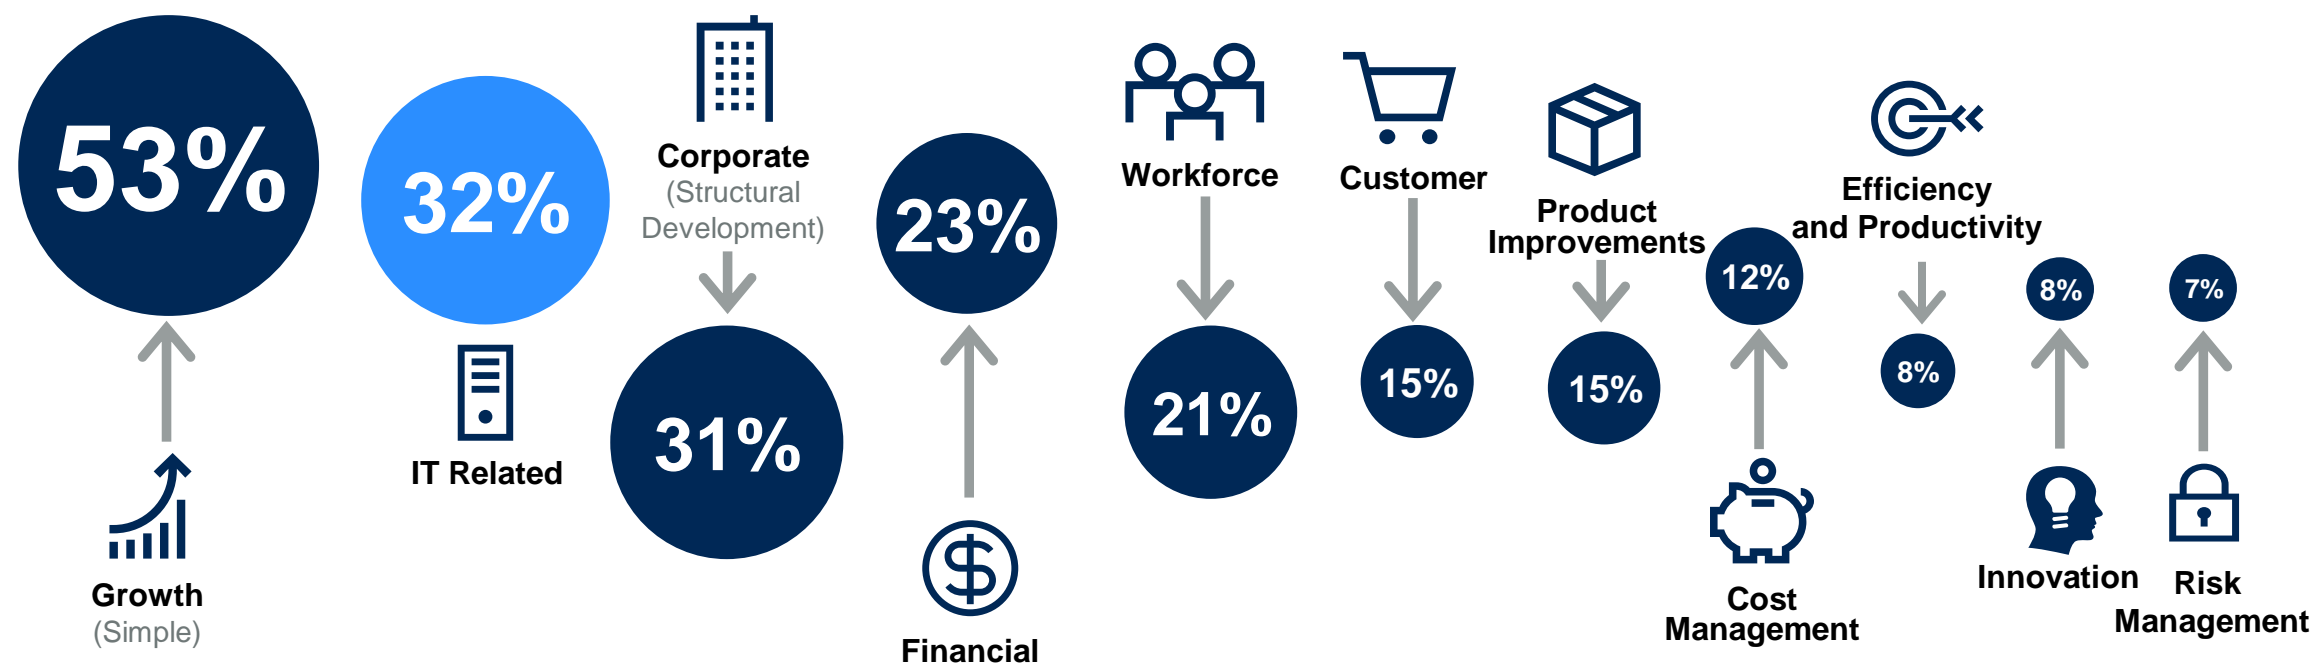 53%
Growth
(Simple)
32%
IT Related
Corporate
(Structural
Development)
31%
23%
Financial
Workforce
21%
Customer
15%
Product
Improvements
15%
12%
Cost
Management
Efficiency
and Productivity
8%
8%
Innovation
7%
Risk
Management